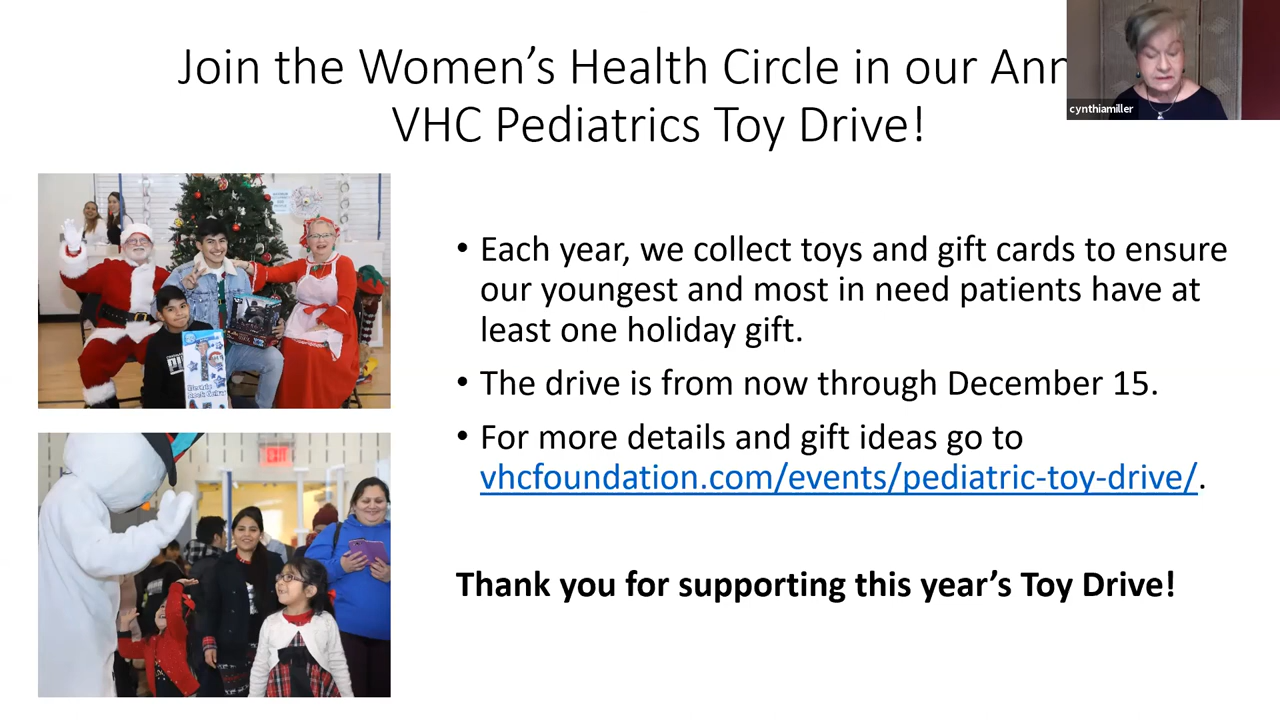 Join the Women's Health Circle in our Ann
VHC Pediatrics Toy Drive!
cynthiamiller
• Each year, we collect toys and gift cards to ensure
our youngest and most in need patients have at
least one holiday gift.
• The drive is from now through December 15.
• For more details and gift ideas go to
vhcfoundation.com/events/pediatric-toy-drive/.
Thank you for supporting this year's Toy Drive!
EXIT